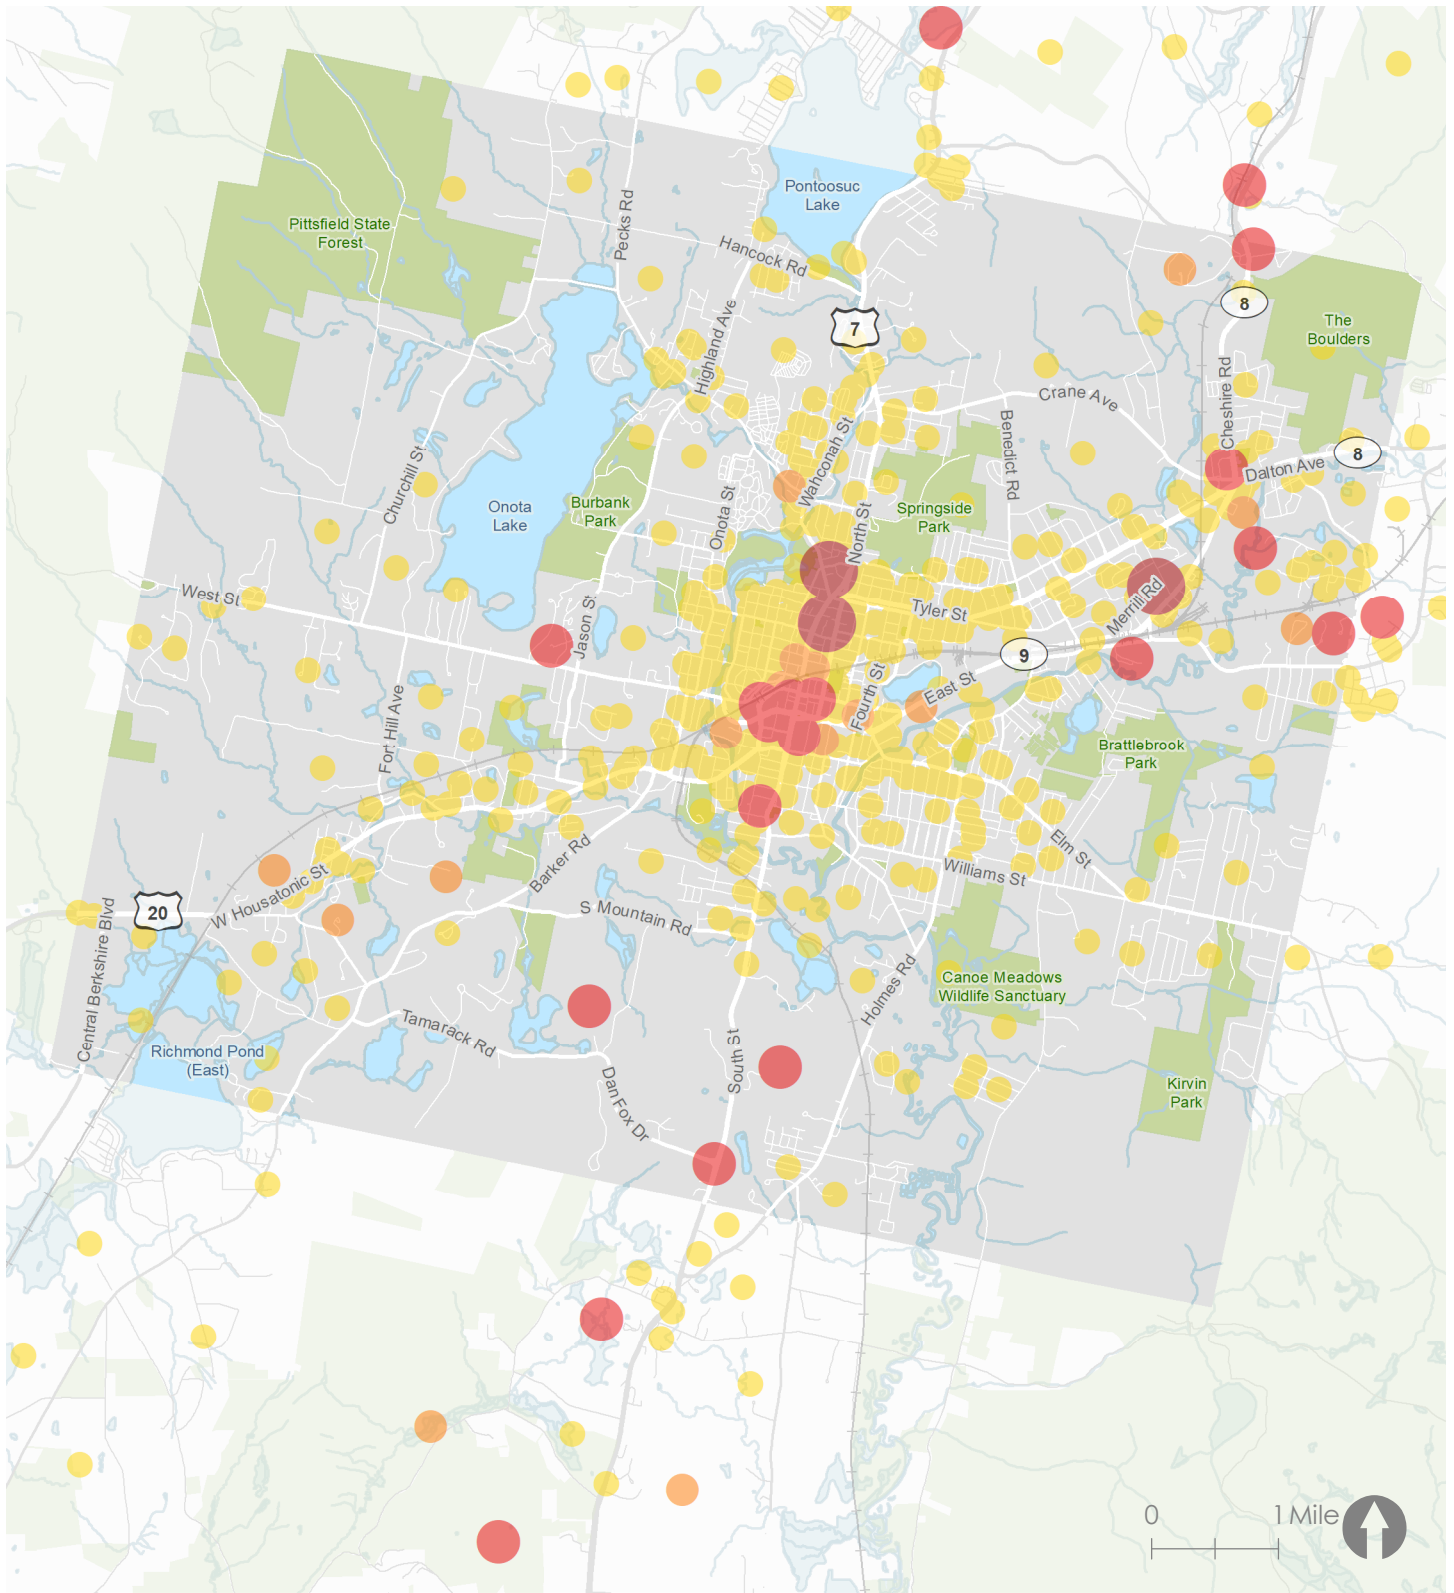 Pontoosuc
Lake
Pittsfield State
Forest
Pecks Rd
Hancock Rd
8
7
The
Boulders
Highland Ave
Cheshire Rd
Crane Ave
Benedict Rd
Wahconah St
8
Dalton Ave
Churchill St
Onota
Lake
Burbank
Park
Onota St
North St
Springside
Park
West St
Jason St
Tyler St
Merrill Rd
9
East St
Fourth St
Fort Hill Ave
Brattlebrook
Park
Elm St
Barker Rd
Williams St
W Housatonic St
20
S Mountain Rd
Central Berkshire Blvd
Holmes Rd
Canoe Meadows
Wildlife Sanctuary
Tamarack Rd
Richmond Pond
(East)
South St
Dan Fox Dr
Kirvin
Park
0 1 Mile